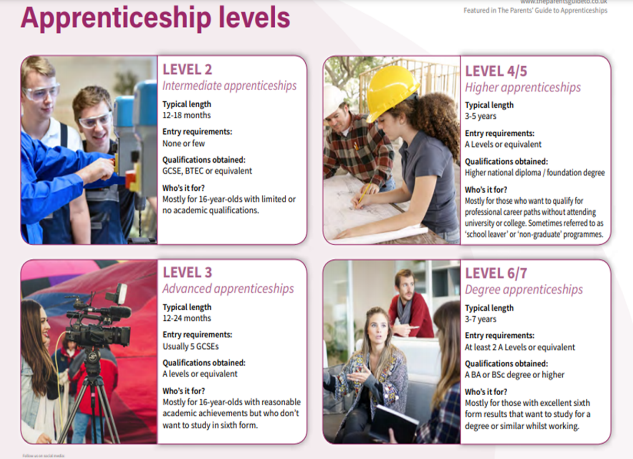 www.theparentsguideto.co.uk
Featured in The Parents' Guide to Apprenticeships
Apprenticeship levels
LEVEL 2
Intermediate apprenticeships
Typical length
12-18 months
Entry requirements:
None or few
Qualifications obtained:
GCSE, BTEC or equivalent
Who's it for?
Mostly for 16-year-olds with limited or
no academic qualifications.
LEVEL 4/5
Higher apprenticeships
Typical length
3-5 years
Entry requirements:
A Levels or equivalent
Qualifications obtained:
Higher national diploma / foundation degree
Who's it for?
Mostly for those who want to qualify for
professional career paths without attending
university or college. Sometimes referred to as
'school leaver' or 'non-graduate' programmes.
LEVEL 3
Advanced apprenticeships
Typical length
12-24 months
Entry requirements:
Usually 5 GCSEs
Qualifications obtained:
A levels or equivalent
Who's it for?
Mostly for 16-year-olds with reasonable
academic achievements but who don't
want to study in sixth form.
LEVEL 6/7
Degree apprenticeships
Typical length
3-7 years
Entry requirements:
At least 2 A Levels or equivalent
Qualifications obtained:
A BA or BSc degree or higher
Who's it for?
Mostly for those with excellent sixth
form results that want to study for a
degree or similar whilst working.
Follow us on social media